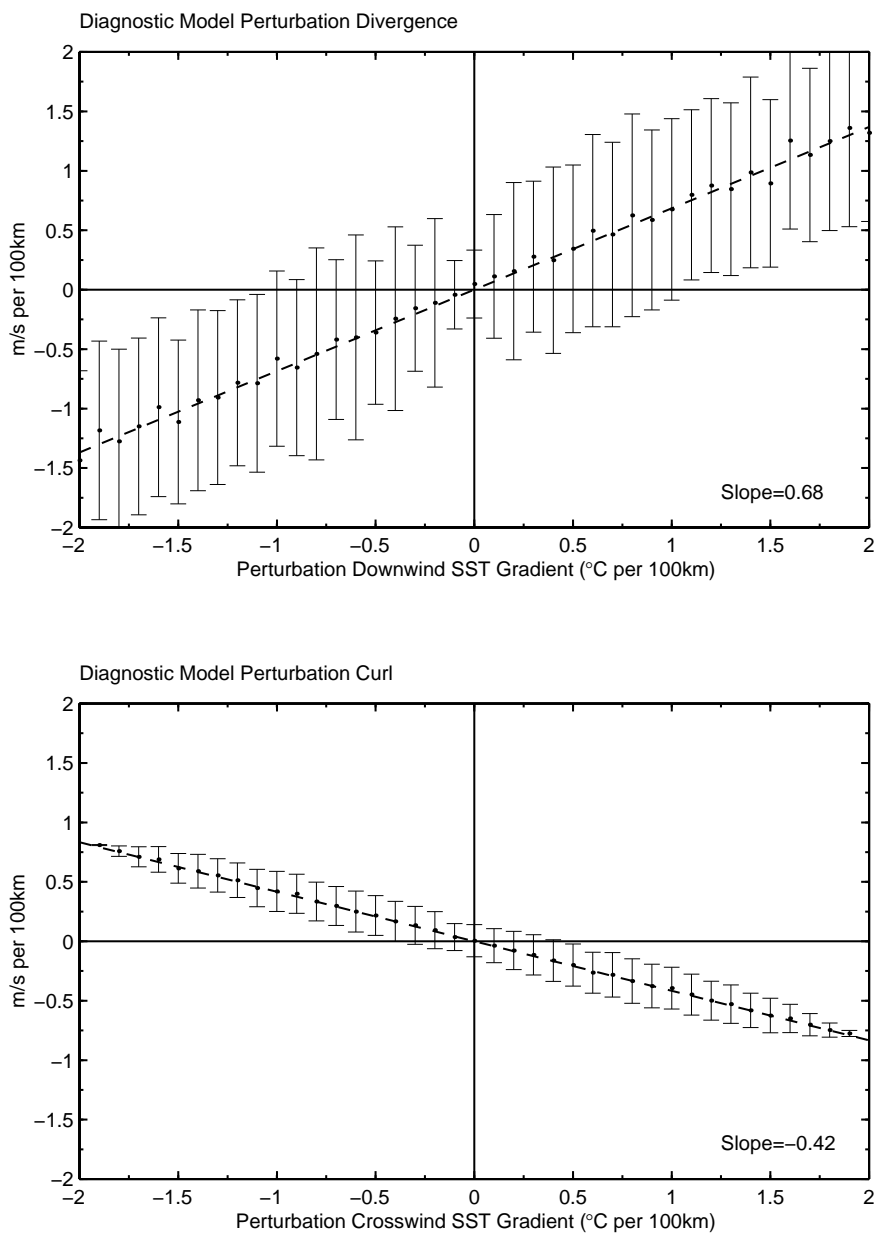 Diagnostic Model Perturbation Divergence
2
1.5
1
0.5
0
−0.5
−1
−1.5
−2
m/s per 100km
Slope=0.68
−2 −1.5 −1 −0.5 0 0.5 1 1.5 2
Perturbation Downwind SST Gradient (°C per 100km)
Diagnostic Model Perturbation Curl
2
1.5
1
0.5
0
−0.5
−1
−1.5
−2
m/s per 100km
Slope=−0.42
−2 −1.5 −1 −0.5 0 0.5 1 1.5 2
Perturbation Crosswind SST Gradient (°C per 100km)